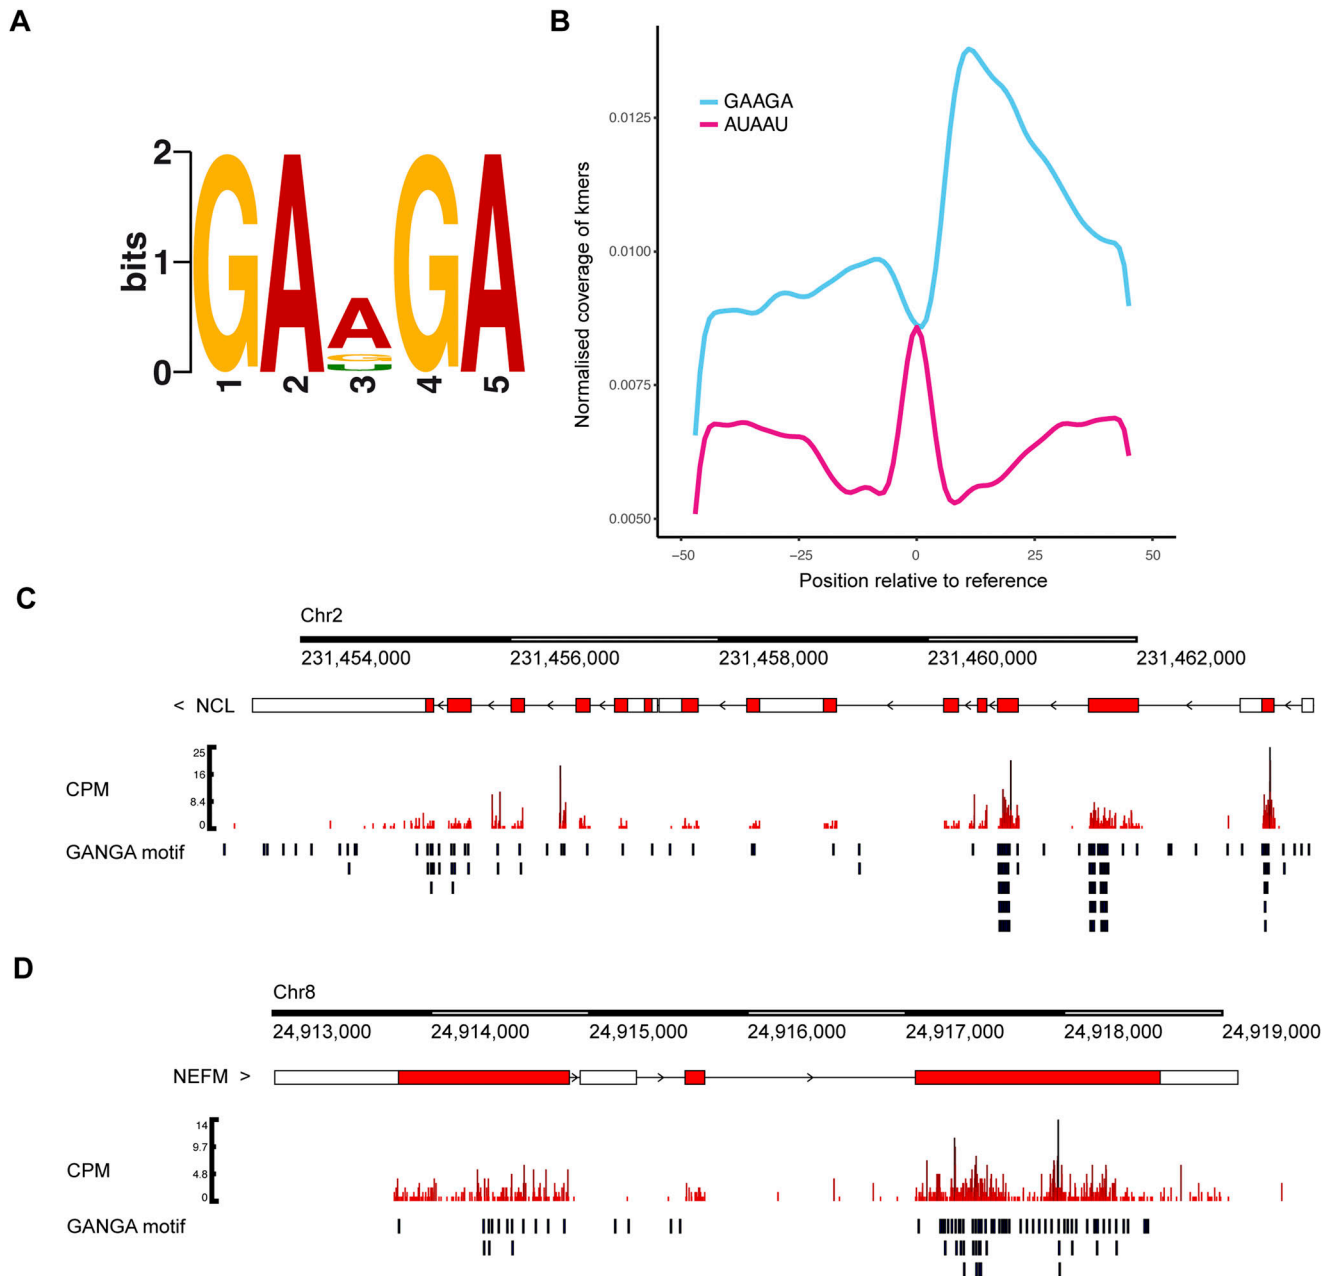 A
B
2
1
0
bits
GAAGA
G
U
1 2 3 4 5
Normalised coverage of kmers
0.0125
0.0100
0.0075
0.0050
GAAGA
AUAAU
−50 −25 0 25 50
Position relative to reference
C
Chr2
231,454,000 231,456,000 231,458,000 231,460,000 231,462,000
< NCL
25
16
8.4
0
CPM
GANGA motif
D
Chr8
24,913,000 24,914,000 24,915,000 24,916,000 24,917,000 24,918,000 24,919,000
NEFM >
14
9.7
4.8
0
CPM
GANGA motif